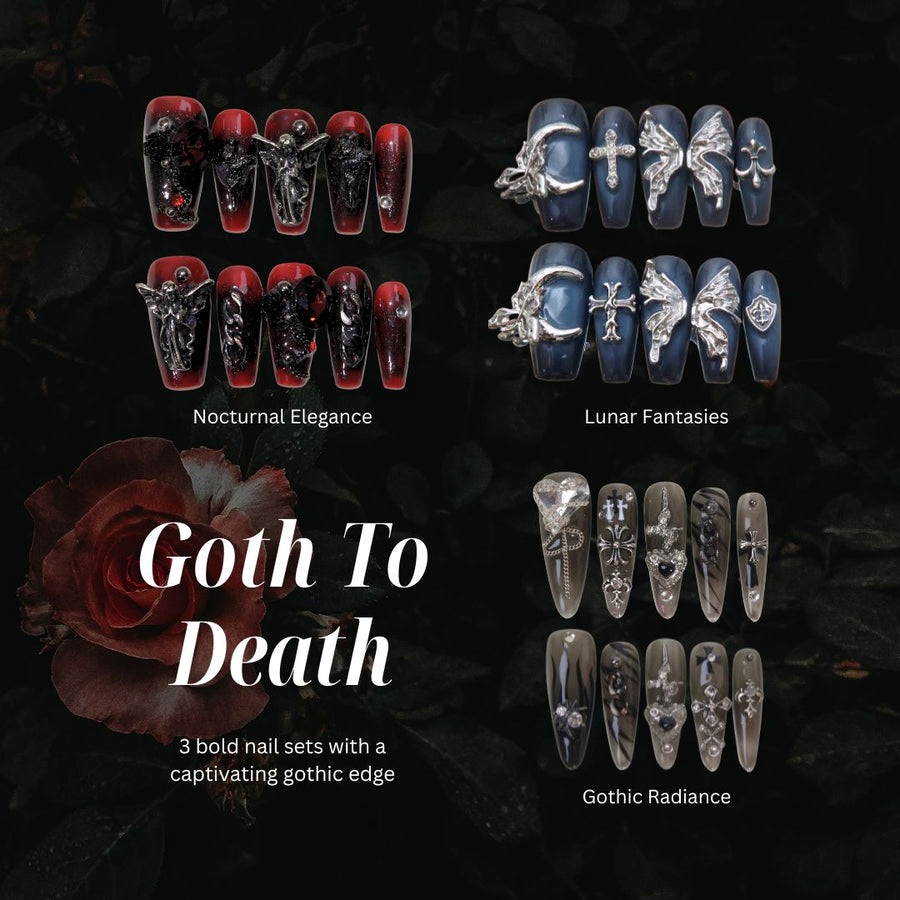 Nocturnal Elegance
Lunar Fantasies
Goth To
Death
3 bold nail sets with a
captivating gothic edge
Gothic Radiance